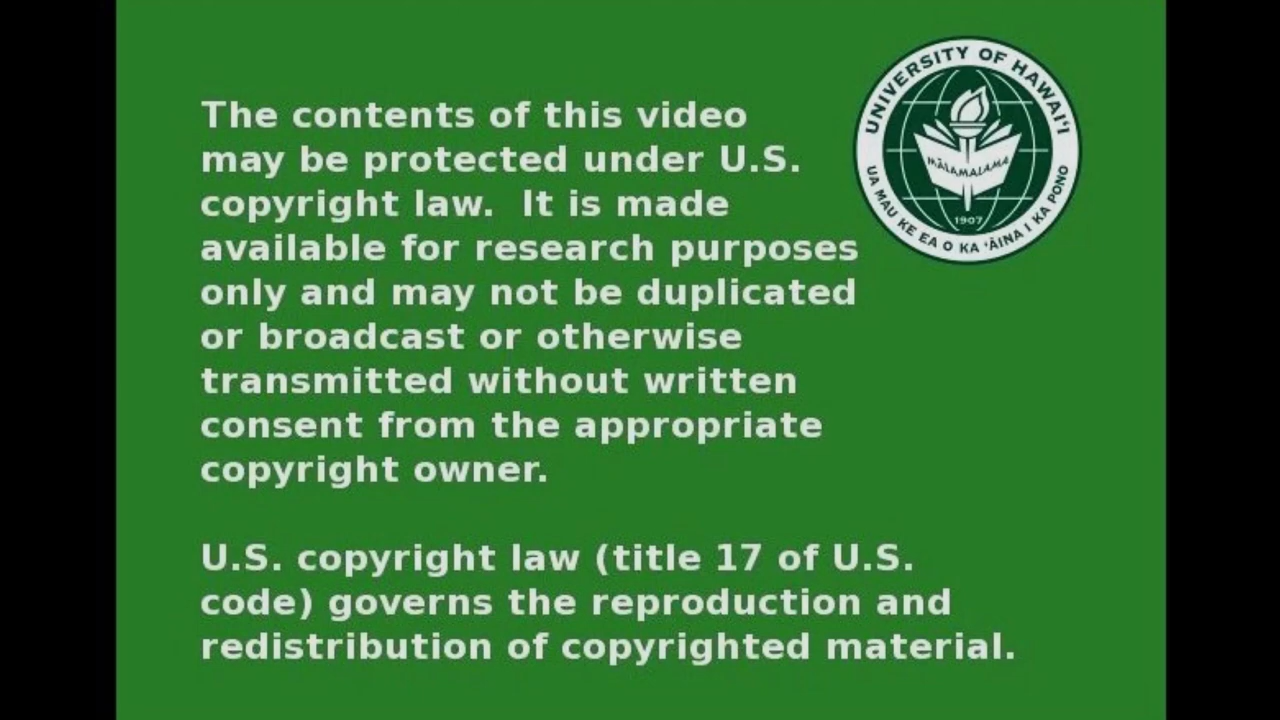 The contents of this video
may be protected under U.S.
copyright law.  It is made
available for research purposes
only and may not be duplicated
or broadcast or otherwise
transmitted without written
consent from the appropriate
copyright owner.
U.S. copyright law (title 17 of U.S.
code) governs the reproduction and
redistribution of copyrighted material.
UNIVERSITY OF HAWAIʻI
MĀLAMALAMA
1907
UA MAU KE EA O KA ʻĀINA I KA PONO